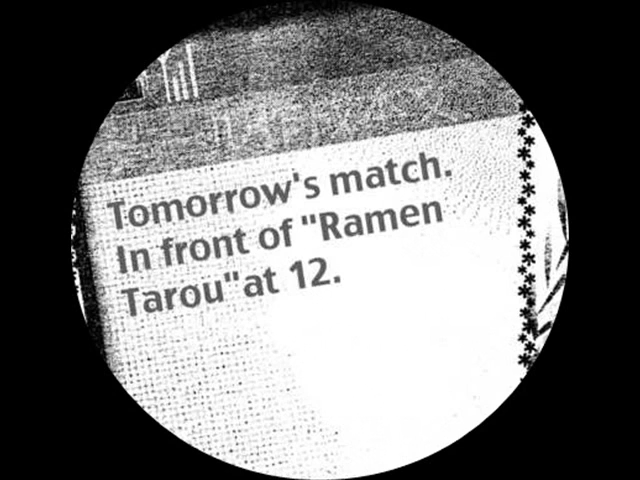 Tomorrow's match.
In front of "Ramen
Tarou"at 12.